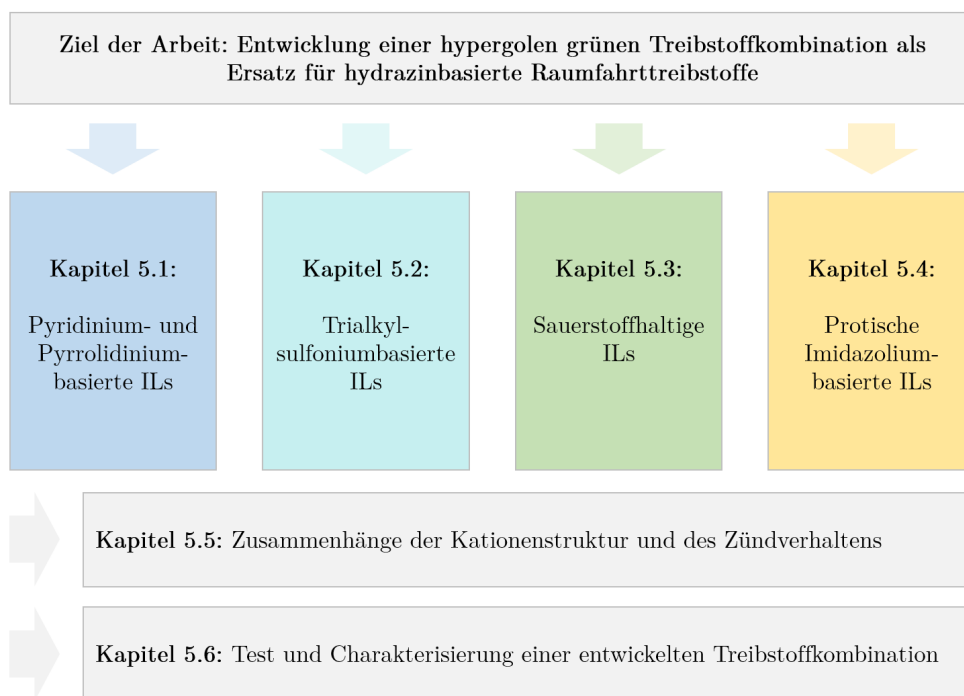 Ziel der Arbeit: Entwicklung einer hypergolen grünen Treibstoffkombination als
Ersatz für hydrazinbasierte Raumfahrttreibstoffe
Kapitel 5.1:
Pyridinium- und
Pyrrolidinium-
basierte ILs
Kapitel 5.2:
Trialkyl-
sulfoniumbasierte
ILs
Kapitel 5.3:
Sauerstoffhaltige
ILs
Kapitel 5.4:
Protische
Imidazolium-
basierte ILs
Kapitel 5.5: Zusammenhänge der Kationenstruktur und des Zündverhaltens
Kapitel 5.6: Test und Charakterisierung einer entwickelten Treibstoffkombination